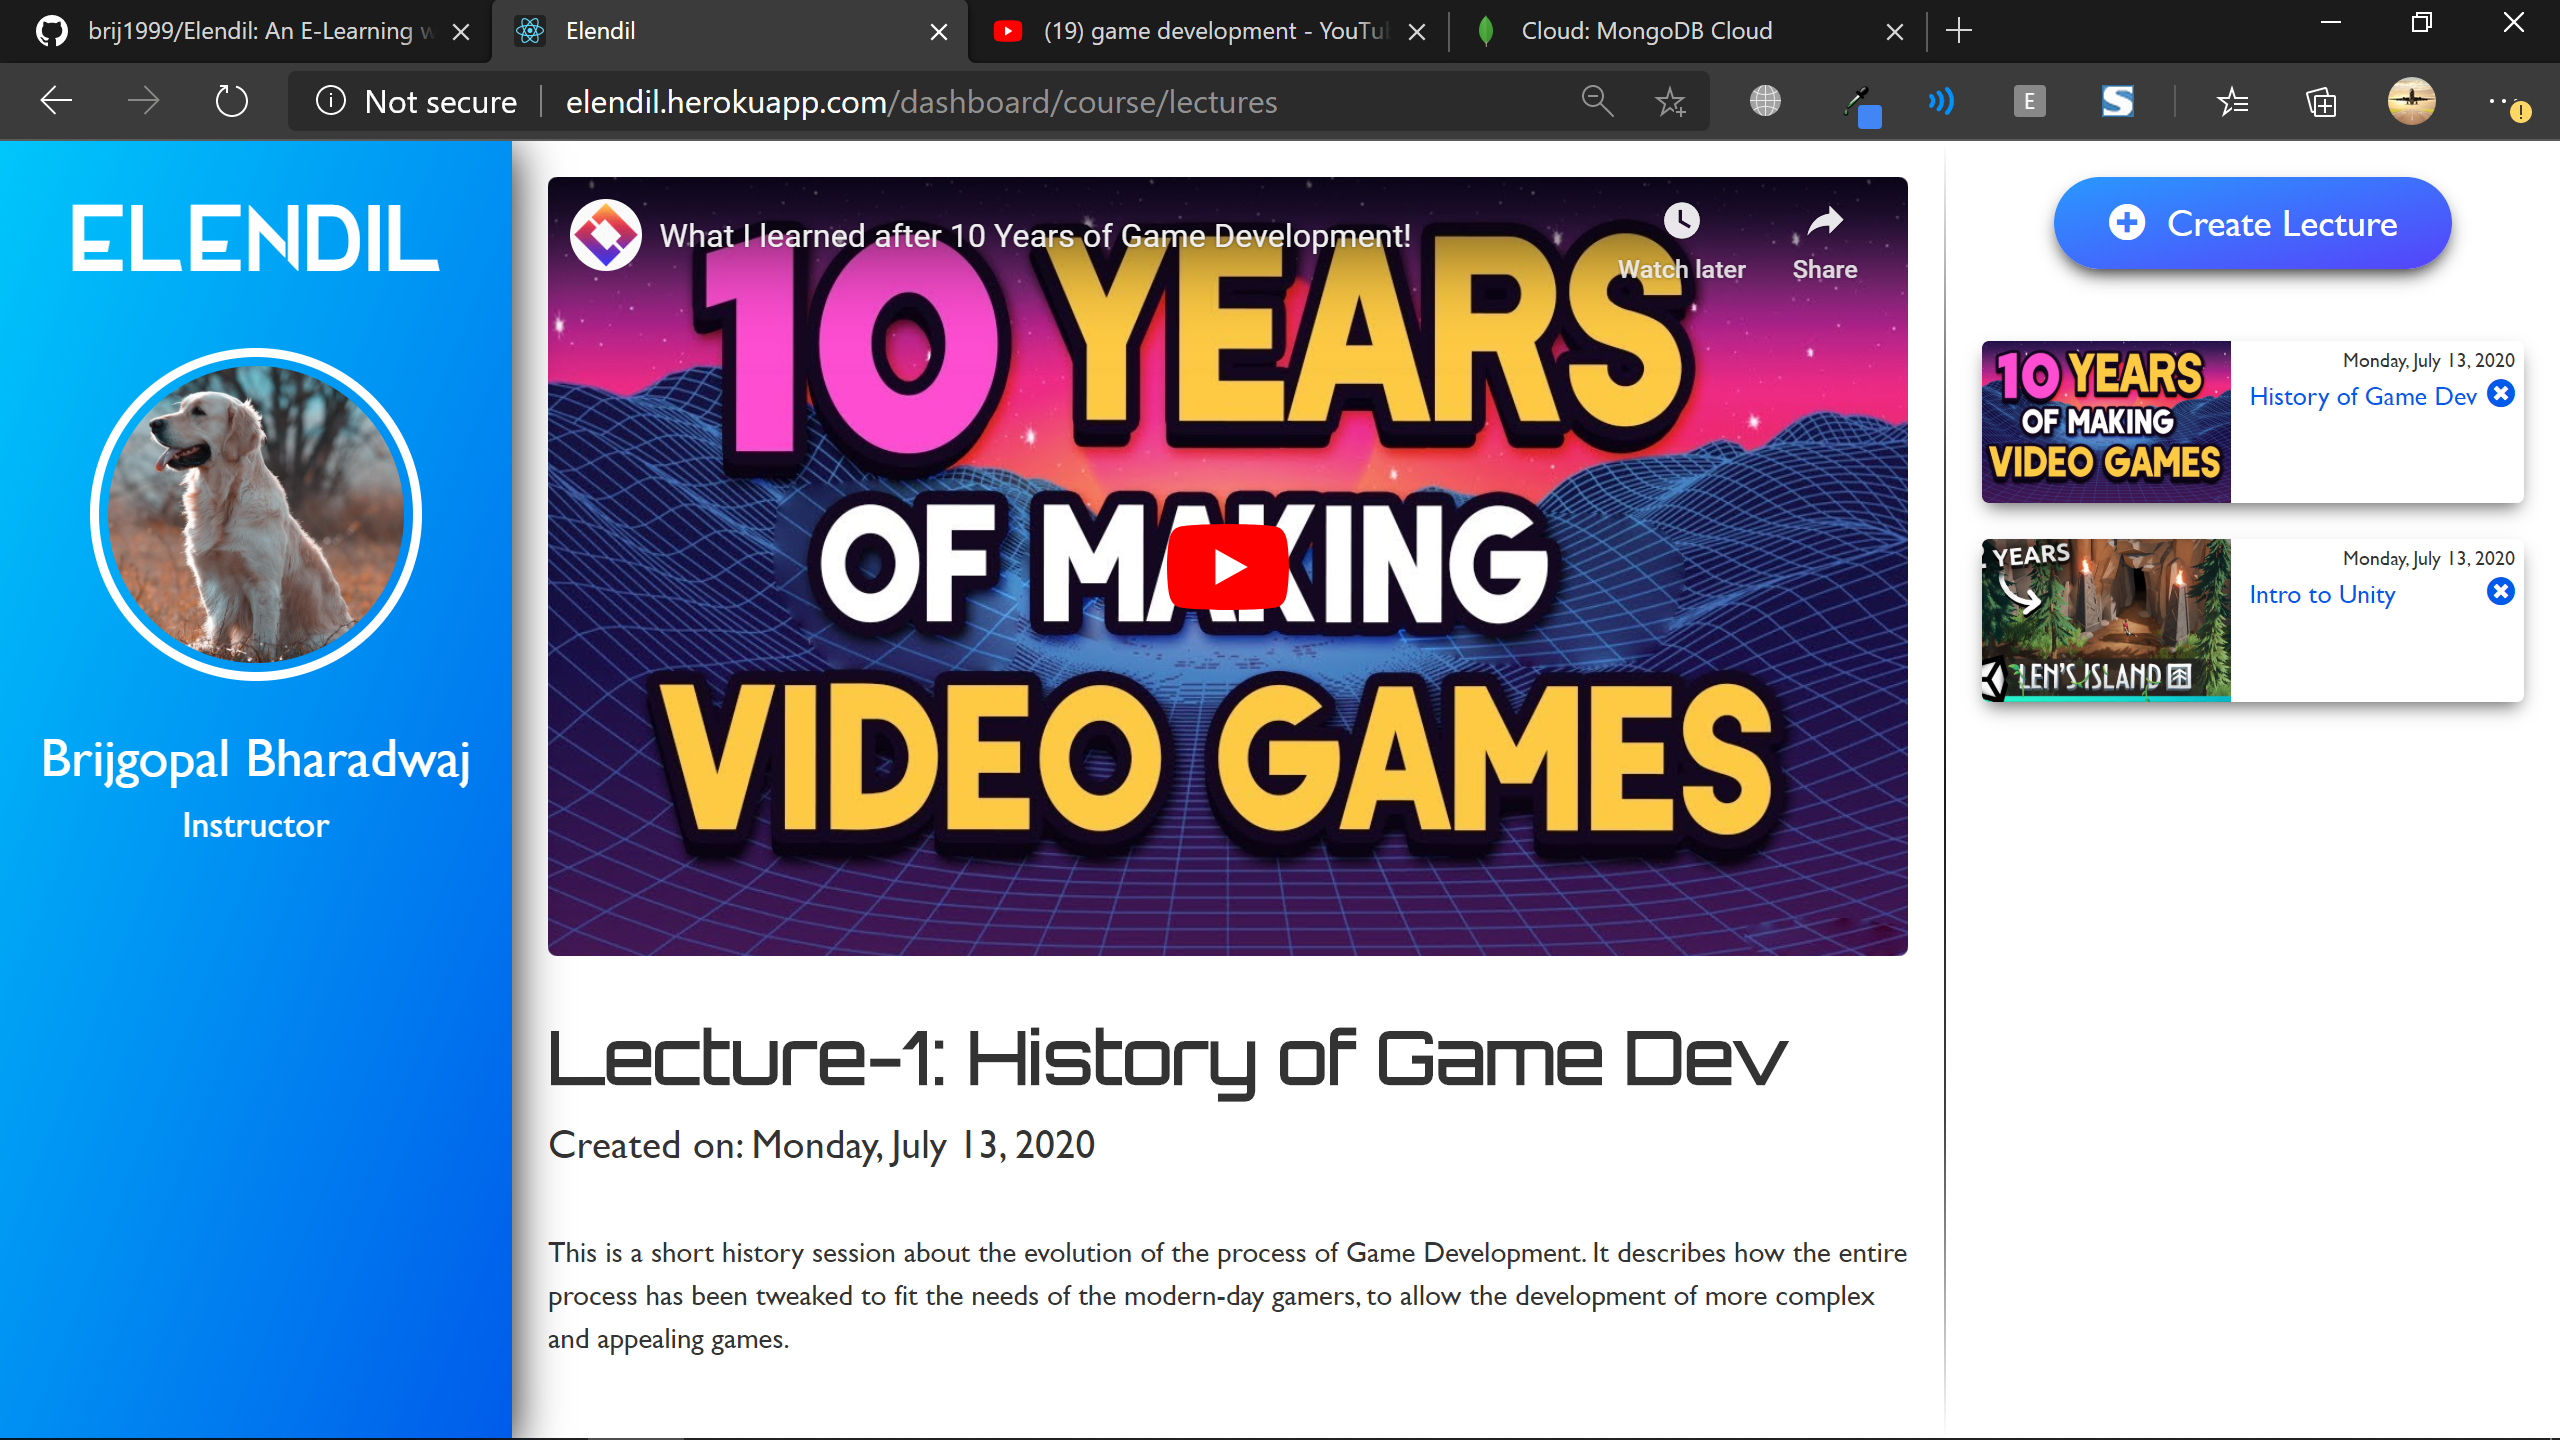 brij1999/Elendil: An E-Learning w
Elendil
(19) game development - YouTub
Cloud: MongoDB Cloud
Not secure
elendil.herokuapp.com/dashboard/course/lectures
E
S
ELENDIL
Brijgopal Bharadwaj
Instructor
What I learned after 10 Years of Game Development!
Watch later
Share
10 YEARS
OF MAKING
VIDEO GAMES
Lecture-1: History of Game Dev
Created on: Monday, July 13, 2020
This is a short history session about the evolution of the process of Game Development. It describes how the entire
process has been tweaked to fit the needs of the modern-day gamers, to allow the development of more complex
and appealing games.
Create Lecture
10 YEARS
OF MAKING
VIDEO GAMES
Monday, July 13, 2020
History of Game Dev
2 YEARS
LEN'S ISLAND
Monday, July 13, 2020
Intro to Unity